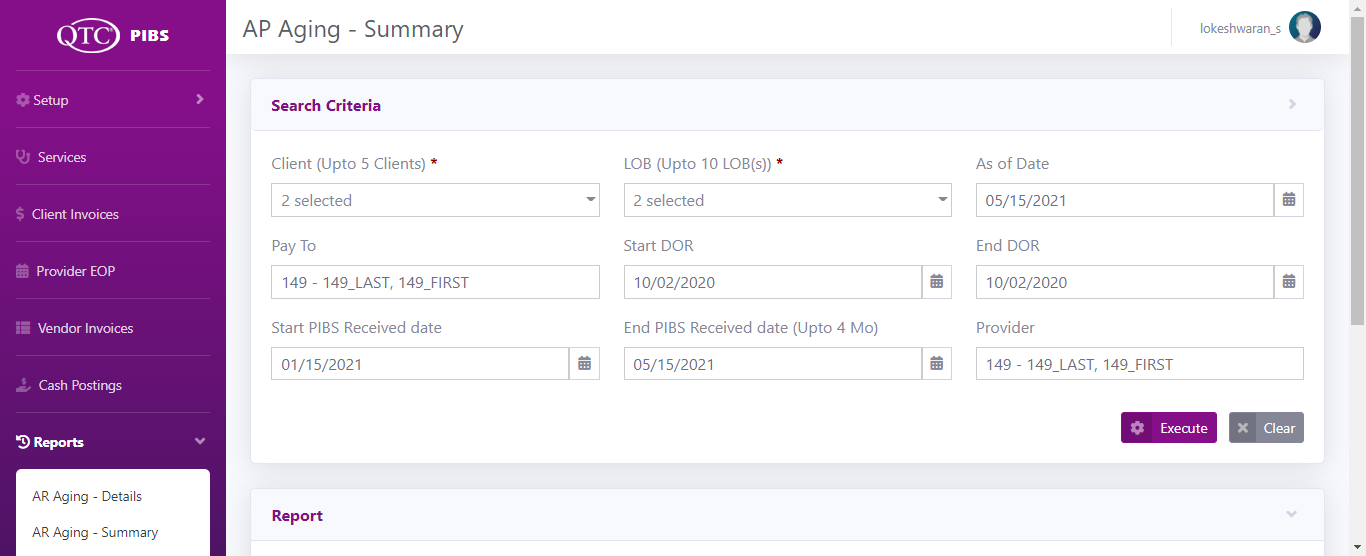 QTC PIBS
Setup
Services
Client Invoices
Provider EOP
Vendor Invoices
Cash Postings
Reports
AR Aging - Details
AR Aging - Summary
AP Aging - Summary
lokeshwaran_s
Search Criteria
Client (Upto 5 Clients) *
LOB (Upto 10 LOB(s)) *
As of Date
2 selected
2 selected
05/15/2021
Pay To
Start DOR
End DOR
149 - 149_LAST, 149_FIRST
10/02/2020
10/02/2020
Start PIBS Received date
End PIBS Received date (Upto 4 Mo)
Provider
01/15/2021
05/15/2021
149 - 149_LAST, 149_FIRST
Execute
Clear
Report